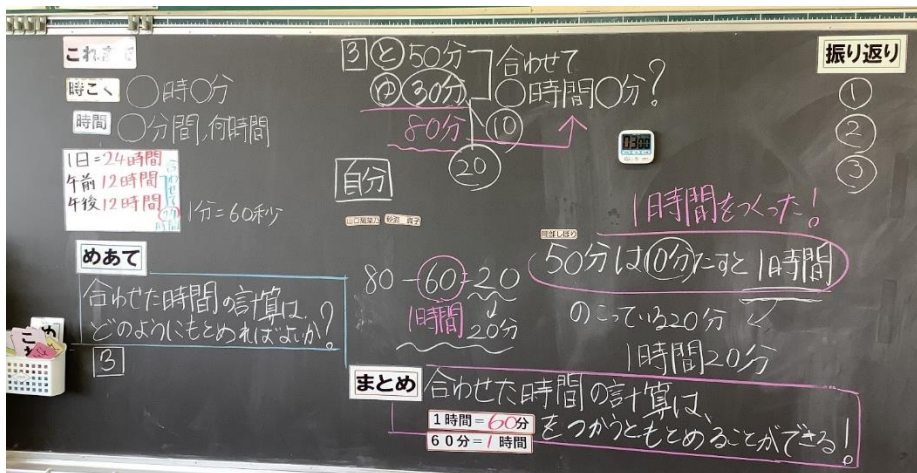 これまで
時こく ○時○分
時間 ○分間、何時間
1日=24時間
午前12時間
午後12時間
1分=60秒
めあて
合わせた時間の計算は、
どのようにもとめればよいか?
3
3 と 50分
ゆ 30分
合わせて
○時間○分?
80分
10
20
自分
80-60=20
1時間 20分
1時間をつくった!
50分は10分たすと1時間
のこっている20分
1時間20分
まとめ
合わせた時間の計算は、
1時間=60分
60分=1時間
をつかうともとめることができる!
振り返り
1
2
3